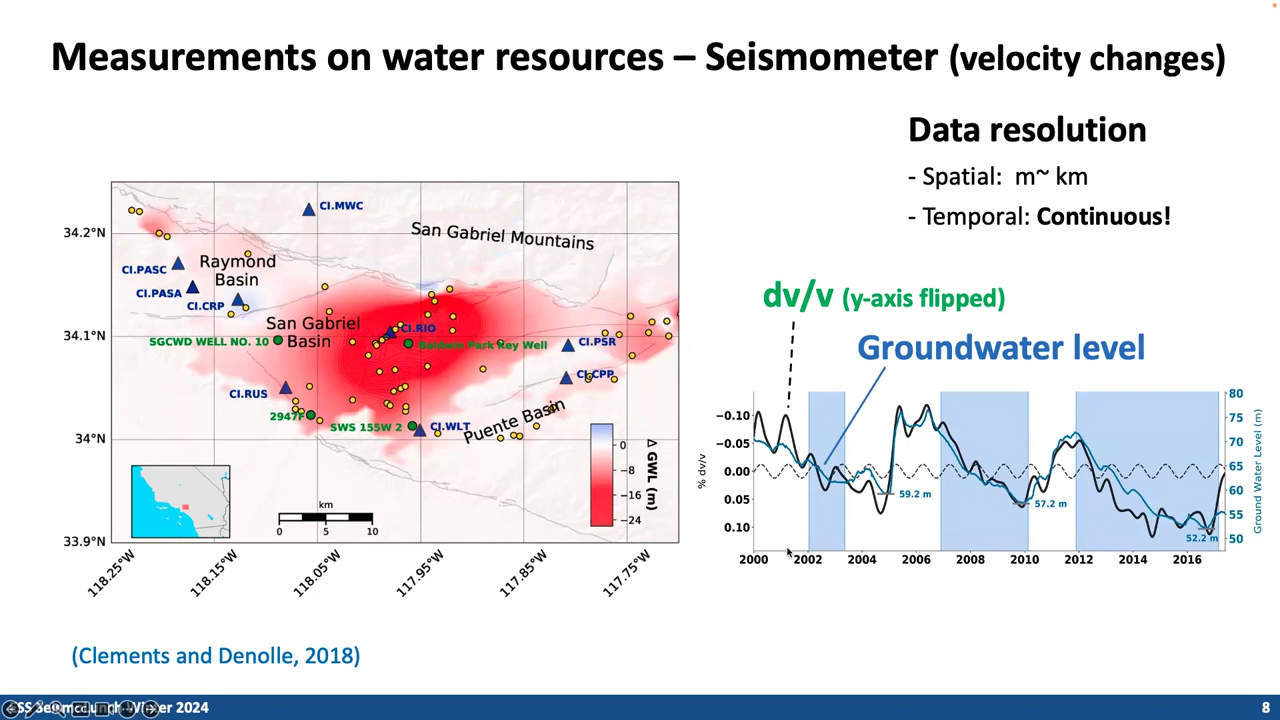 Measurements on water resources – Seismometer (velocity changes)
Data resolution
- Spatial:  m~ km
- Temporal: Continuous!
34.2°N
34.1°N
34°N
33.9°N
118.25°W
118.15°W
118.05°W
117.95°W
117.85°W
117.75°W
CI.MWC
San Gabriel Mountains
CI.PASC
Raymond
Basin
CI.PASA
CI.CRP
San Gabriel
Basin
CI.RIO
SGCWD WELL NO. 10
Baldwin Park Key Well
CI.PSR
CI.CPP
CI.RUS
2947F
SWS 155W 2
CI.WLT
Puente Basin
km
0 5 10
0
−8
−16
−24
Δ GWL (m)
dv/v (y-axis flipped)
Groundwater level
% dv/v
−0.10
−0.05
0.00
0.05
0.10
80
75
70
65
60
55
50
Ground Water Level (m)
59.2 m
57.2 m
52.2 m
2000 2002 2004 2006 2008 2010 2012 2014 2016
(Clements and Denolle, 2018)
Winter 2024
8